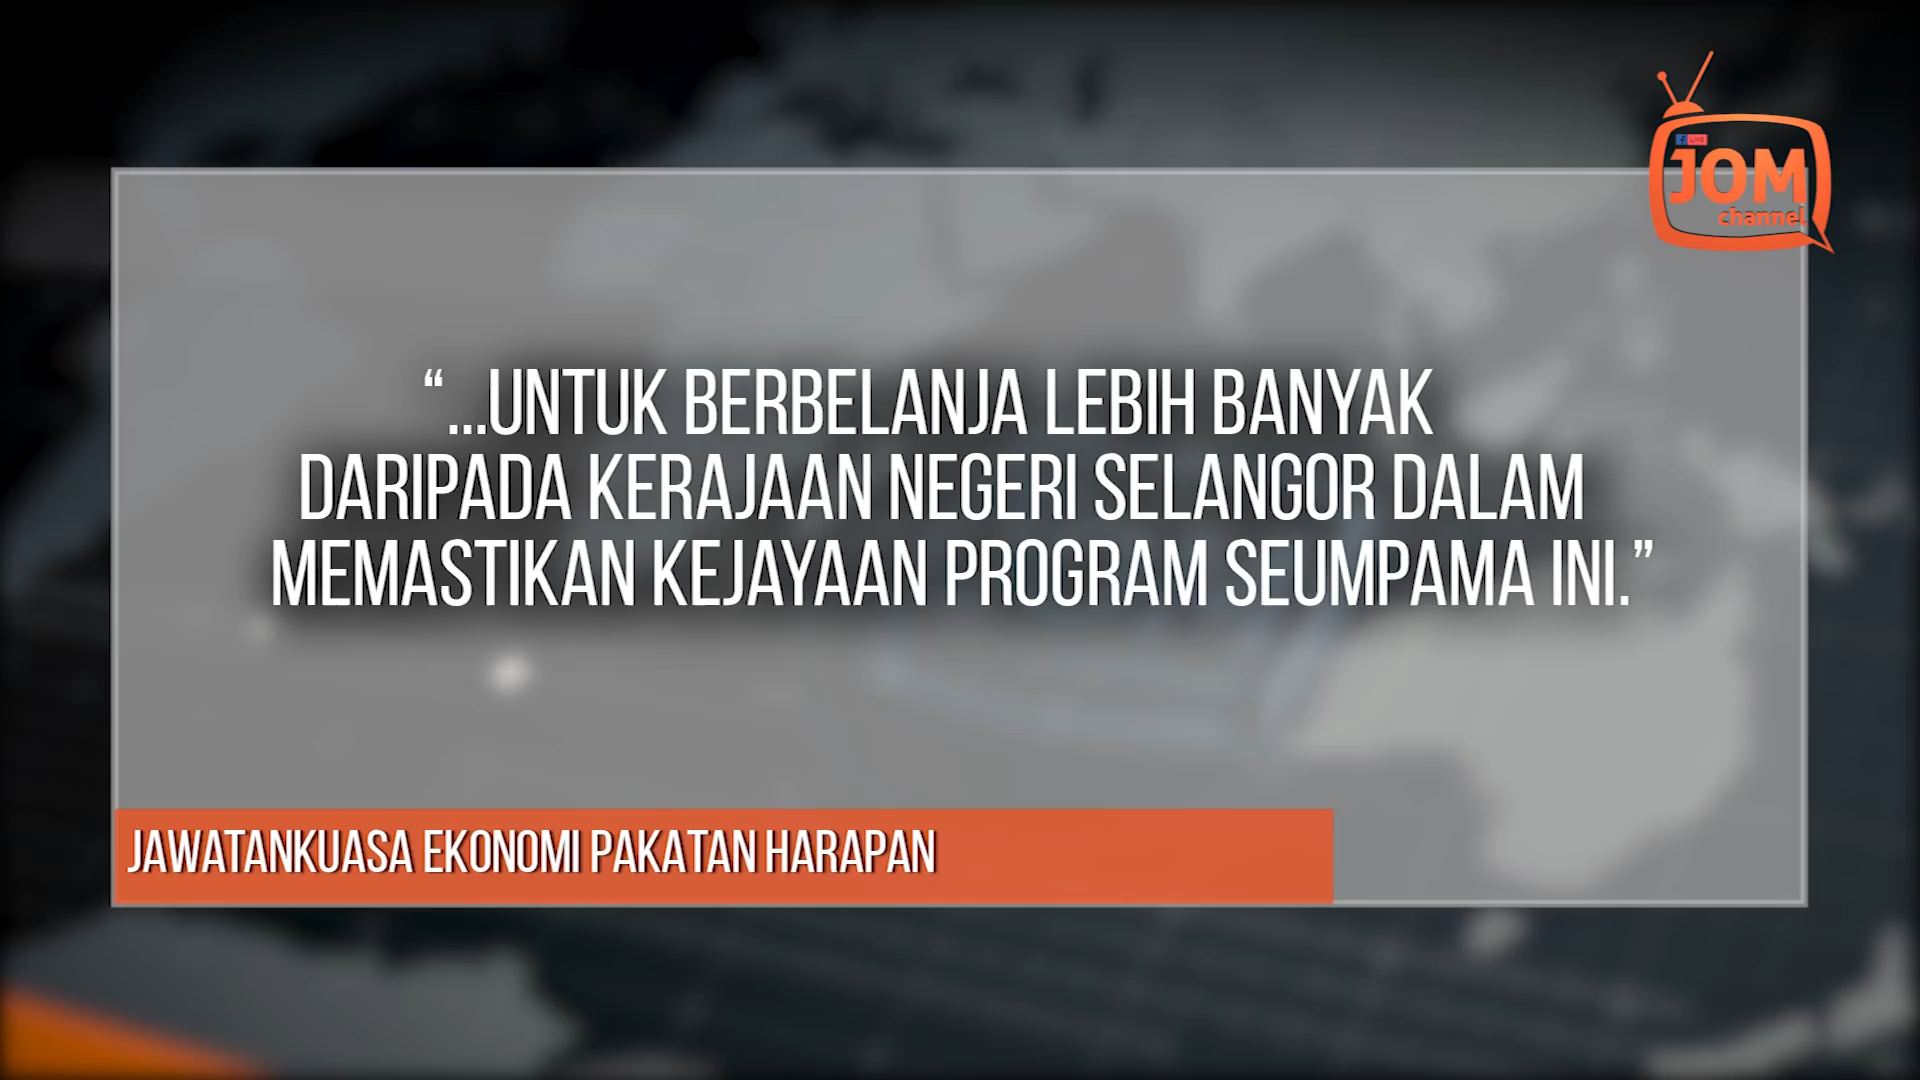 LIVE
JOM
channel
“...UNTUK BERBELANJA LEBIH BANYAK
DARIPADA KERAJAAN NEGERI SELANGOR DALAM
MEMASTIKAN KEJAYAAN PROGRAM SEUMPAMA INI.”
JAWATANKUASA EKONOMI PAKATAN HARAPAN